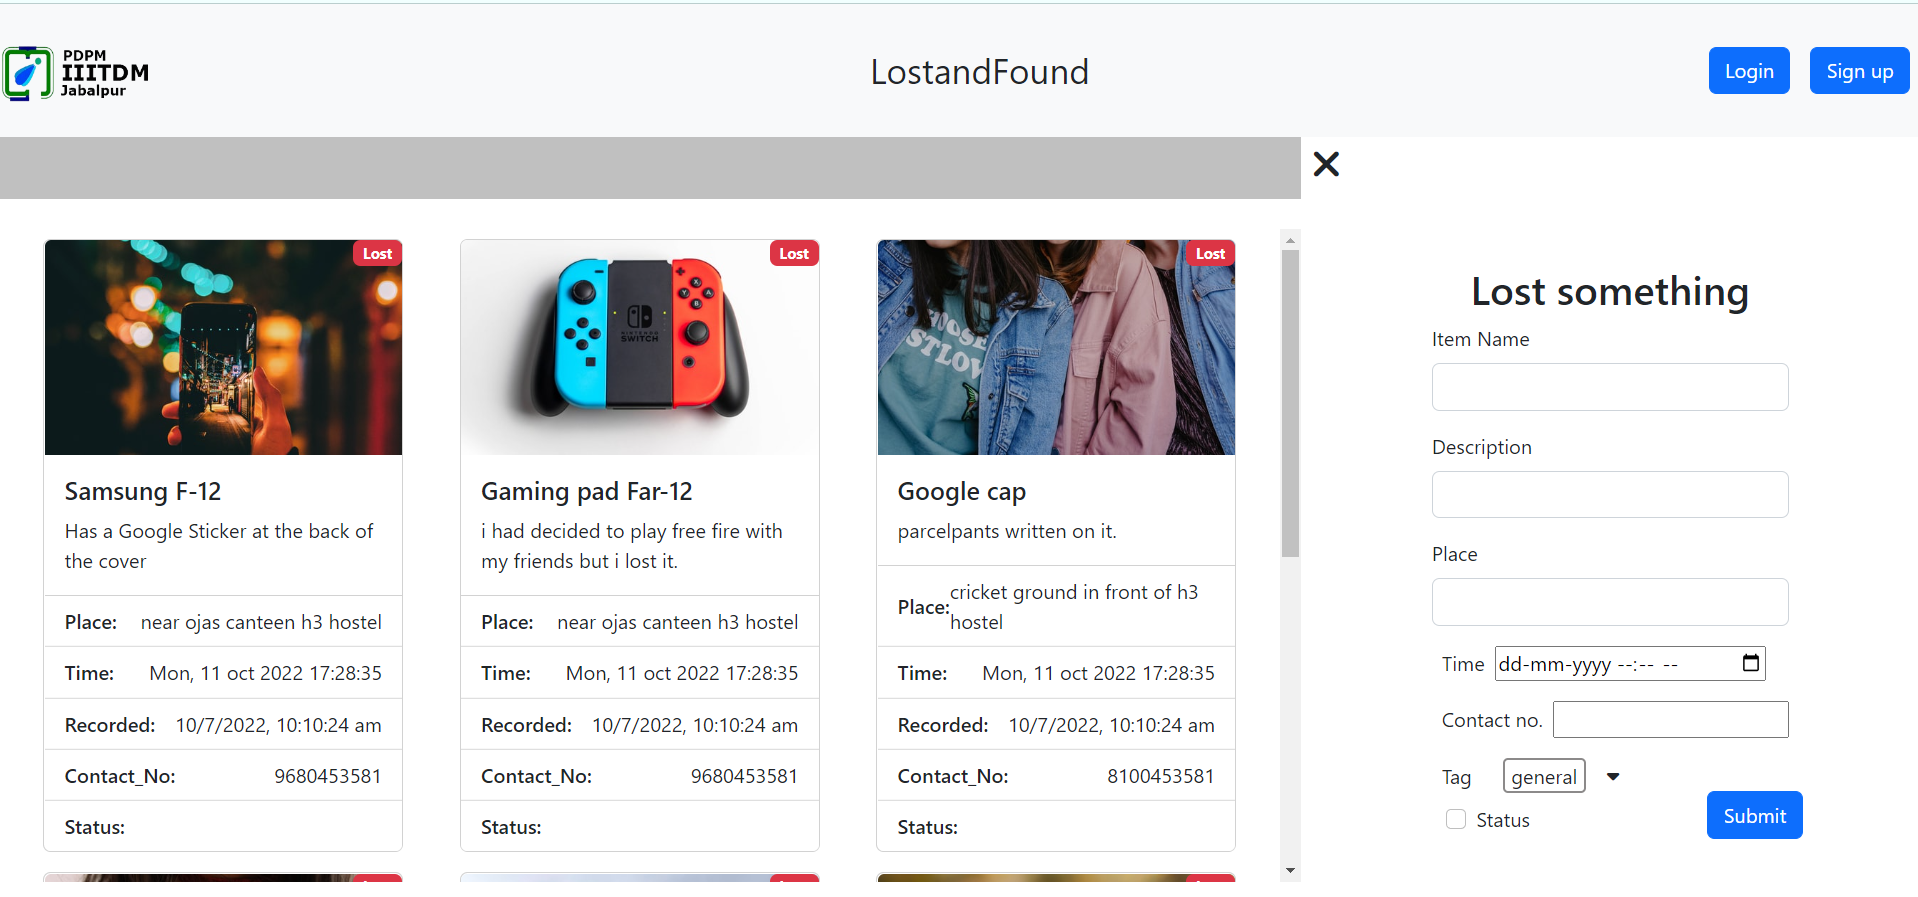 PDPM
IIITDM
Jabalpur
LostandFound
Login
Sign up
Lost
Samsung F-12
Has a Google Sticker at the back of
the cover
Place: near ojas canteen h3 hostel
Time: Mon, 11 oct 2022 17:28:35
Recorded: 10/7/2022, 10:10:24 am
Contact_No: 9680453581
Status:
Lost
NINTENDO
SWITCH
X
Y
A
B
Gaming pad Far-12
i had decided to play free fire with
my friends but i lost it.
Place: near ojas canteen h3 hostel
Time: Mon, 11 oct 2022 17:28:35
Recorded: 10/7/2022, 10:10:24 am
Contact_No: 9680453581
Status:
Lost
Google cap
parcelpants written on it.
Place: cricket ground in front of h3
hostel
Time: Mon, 11 oct 2022 17:28:35
Recorded: 10/7/2022, 10:10:24 am
Contact_No: 8100453581
Status:
Lost something
Item Name
Description
Place
Time dd-mm-yyyy --:-- --
Contact no.
Tag general
Status
Submit